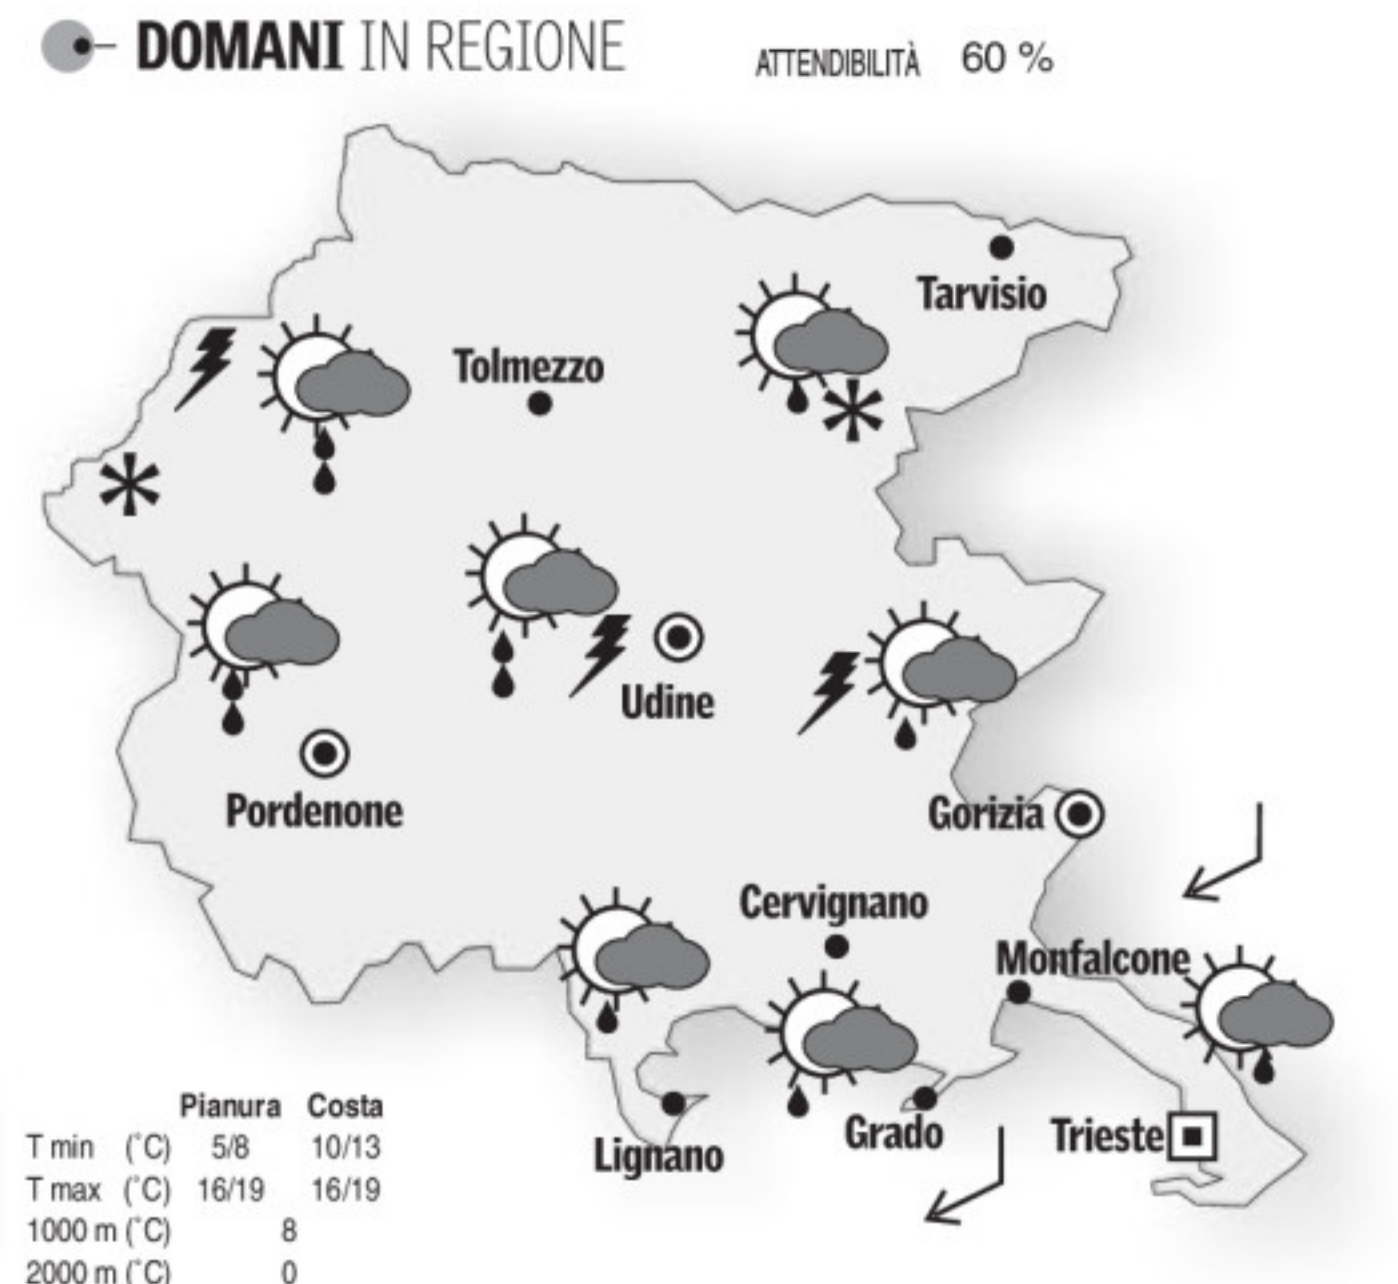 DOMANI IN REGIONE
ATTENDIBILITÀ 60 %
Tarvisio
Tolmezzo
Udine
Pordenone
Gorizia
Cervignano
Monfalcone
Grado
Trieste
Lignano
Pianura Costa
T min (°C) 5/8 10/13
T max (°C) 16/19 16/19
1000 m (°C) 8
2000 m (°C) 0